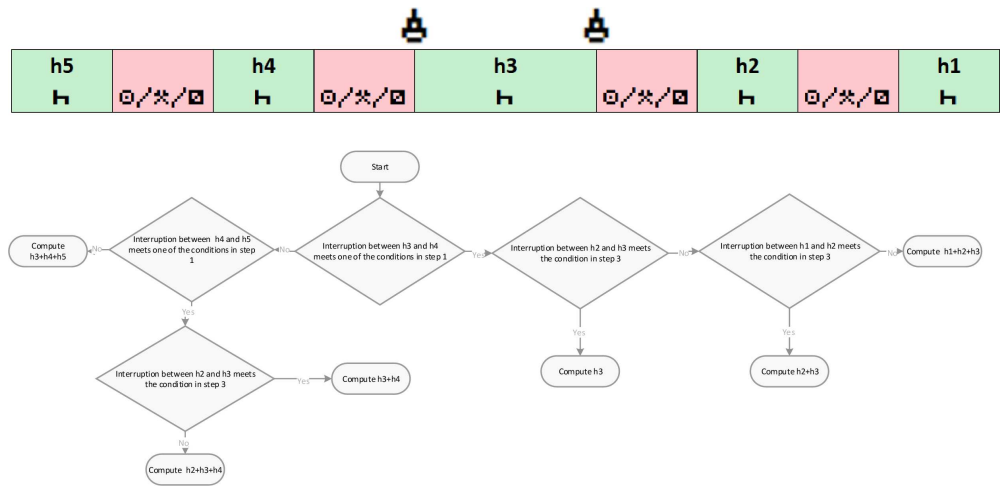 h5
h4
h3
h2
h1
Start
Interruption between h4 and h5
meets one of the conditions in step
1
Interruption between h3 and h4
meets one of the conditions in step 1
Interruption between h2 and h3 meets
the condition in step 3
Interruption between h1 and h2 meets
the condition in step 3
Compute
h3+h4+h5
No
No
Yes
No
No
Compute h1+h2+h3
Yes
Yes
Yes
Interruption between h2 and h3 meets
the condition in step 3
Yes
Compute h3+h4
Compute h3
Compute h2+h3
No
Compute h2+h3+h4